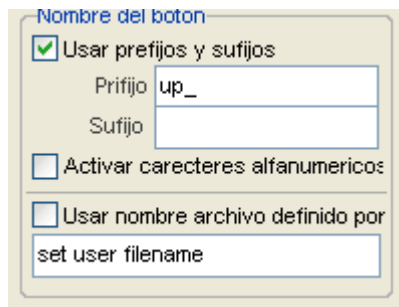 Nombre del boton
Usar prefijos y sufijos
Prifijo up_
Sufijo
Activar carecteres alfanumericos
Usar nombre archivo definido por
set user filename